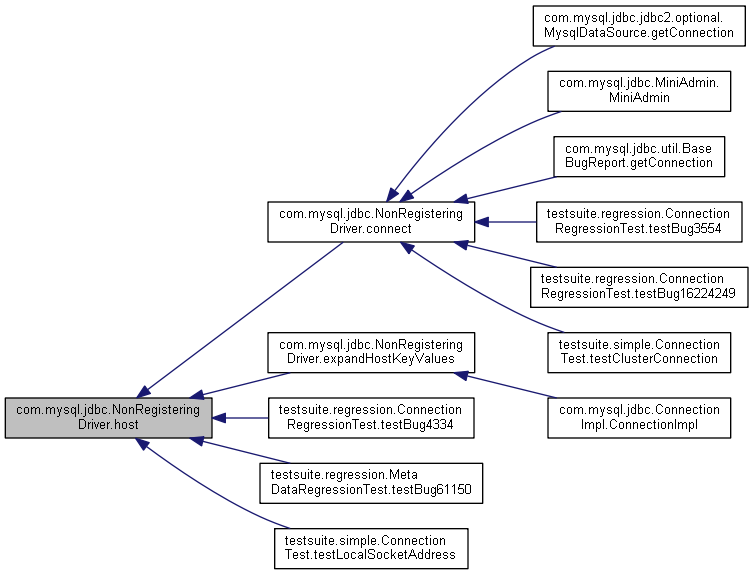 com.mysql.jdbc.jdbc2.optional.
MysqlDataSource.getConnection
com.mysql.jdbc.MiniAdmin.
MiniAdmin
com.mysql.jdbc.util.Base
BugReport.getConnection
com.mysql.jdbc.NonRegistering
Driver.connect
testsuite.regression.Connection
RegressionTest.testBug3554
testsuite.regression.Connection
RegressionTest.testBug16224249
testsuite.simple.Connection
Test.testClusterConnection
com.mysql.jdbc.NonRegistering
Driver.expandHostKeyValues
com.mysql.jdbc.NonRegistering
Driver.host
testsuite.regression.Connection
RegressionTest.testBug4334
com.mysql.jdbc.Connection
Impl.ConnectionImpl
testsuite.regression.Meta
DataRegressionTest.testBug61150
testsuite.simple.Connection
Test.testLocalSocketAddress